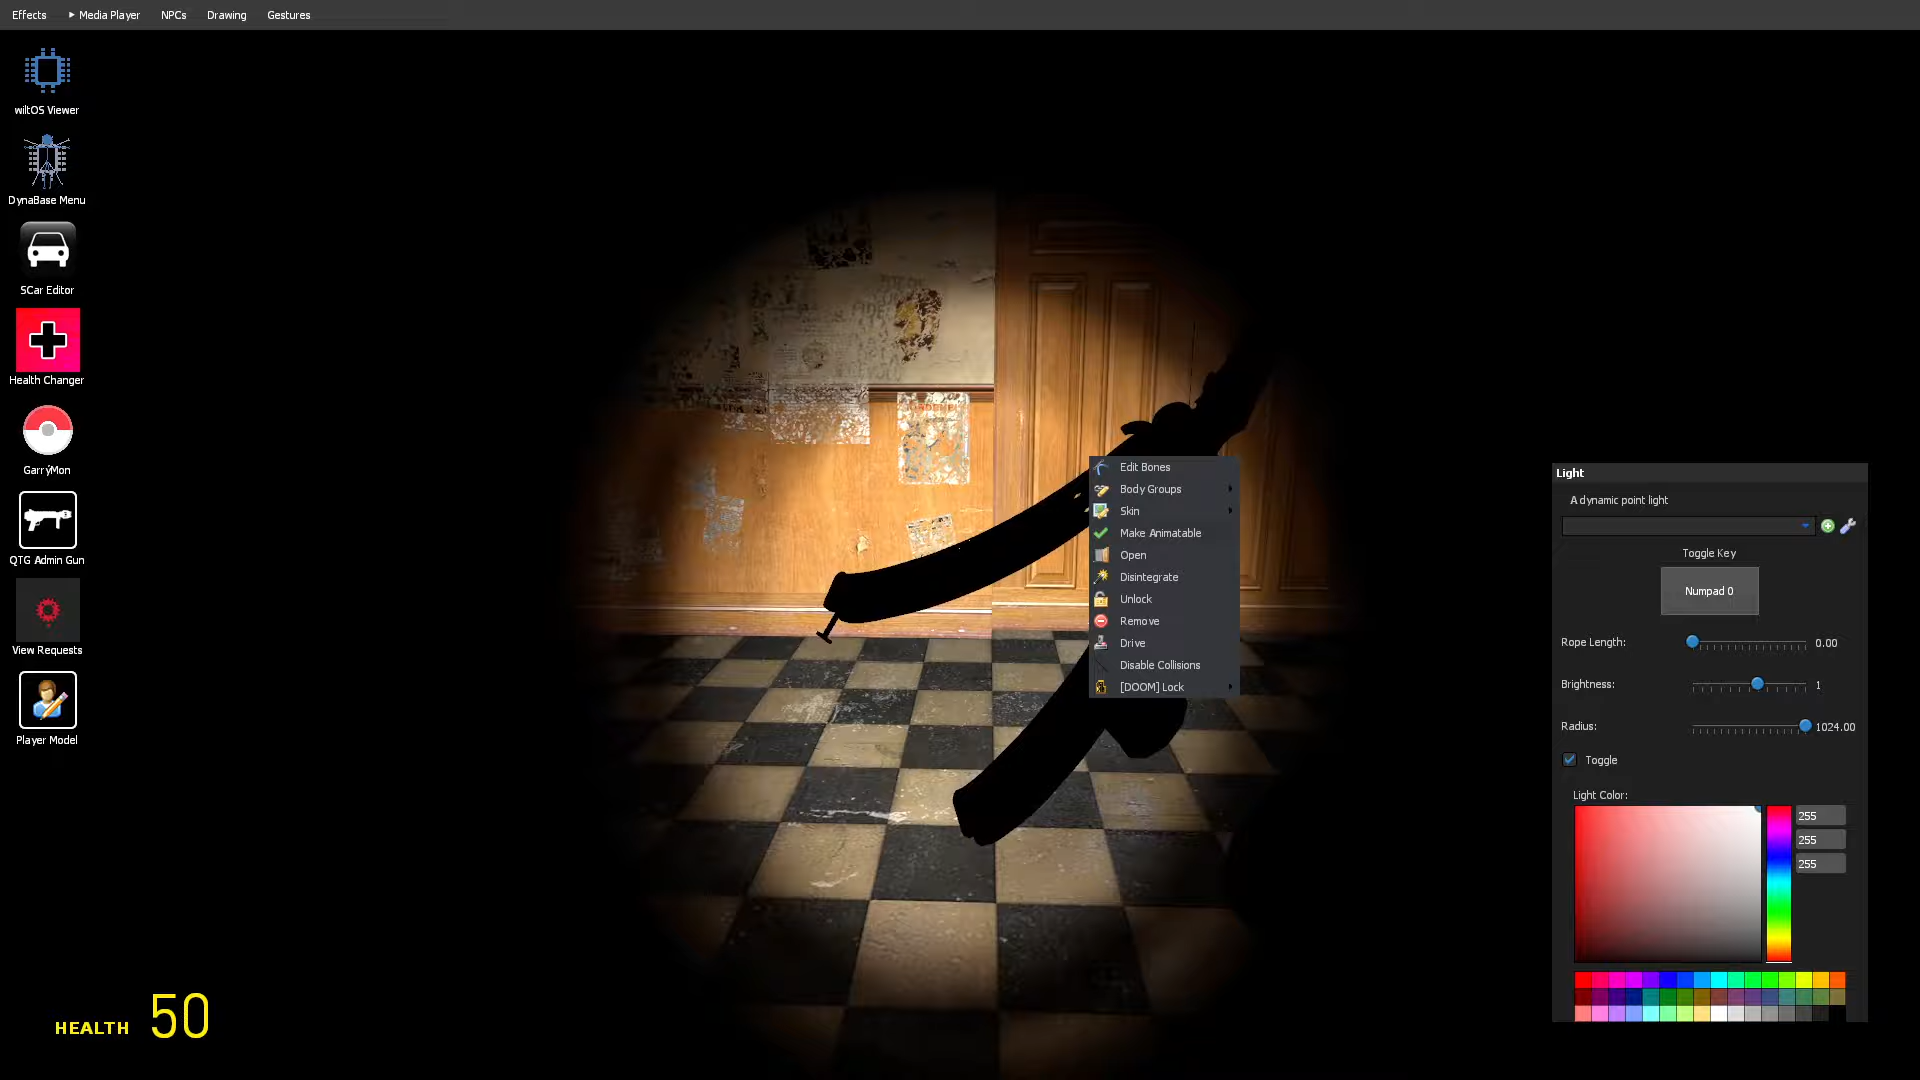 Effects
Media Player
NPCs
Drawing
Gestures
wiltOS Viewer
DynaBase Menu
SCar Editor
Health Changer
GarryMon
QTG Admin Gun
View Requests
Player Model
Edit Bones
Body Groups
Skin
Make Animatable
Open
Disintegrate
Unlock
Remove
Drive
Disable Collisions
[DOOM] Lock
Light
A dynamic point light
Toggle Key
Numpad 0
Rope Length: 0.00
Brightness: 1
Radius: 1024.00
Toggle
Light Color:
255
255
255
HEALTH 50